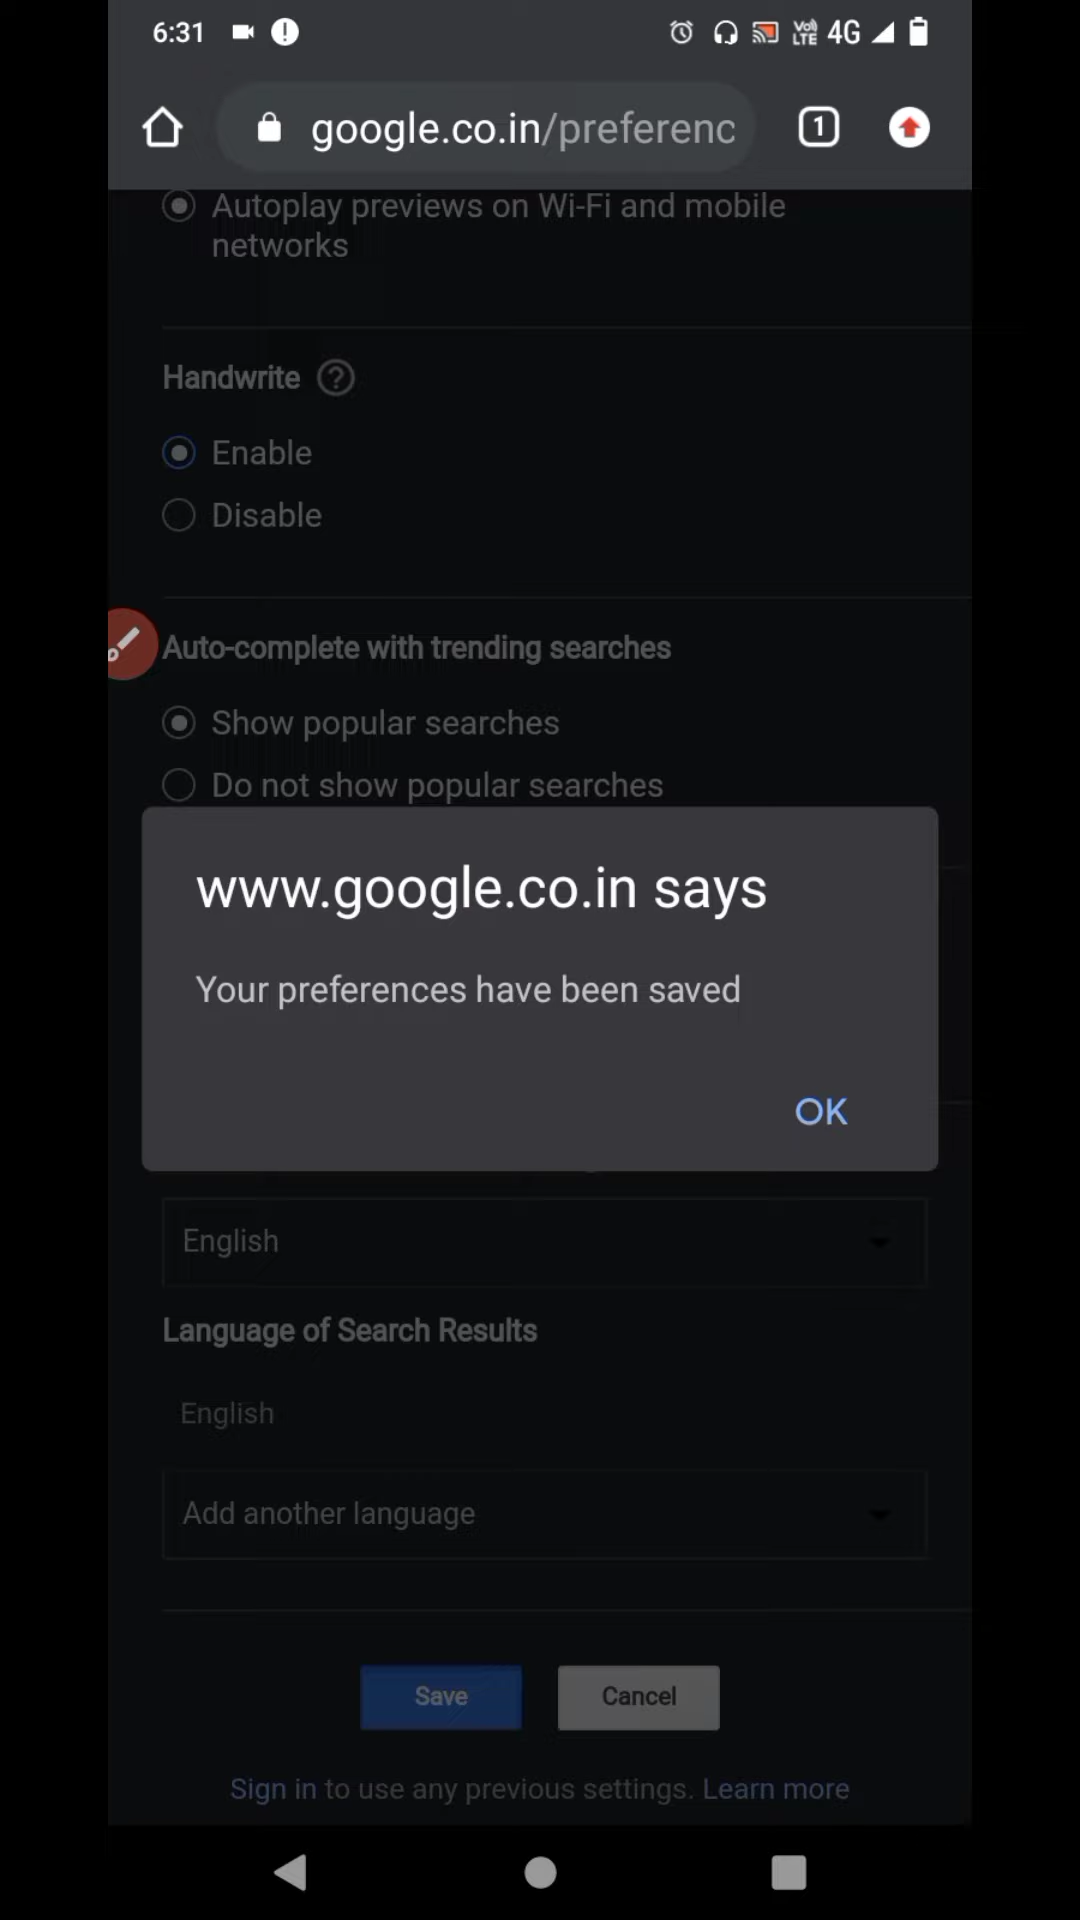 6:31
Vo)
LTE
4G
google.co.in/preferenc
1
Autoplay previews on Wi-Fi and mobile
networks
Handwrite
Enable
Disable
Auto-complete with trending searches
Show popular searches
Do not show popular searches
www.google.co.in says
Your preferences have been saved
OK
English
Language of Search Results
English
Add another language
Save
Cancel
Sign in to use any previous settings. Learn more